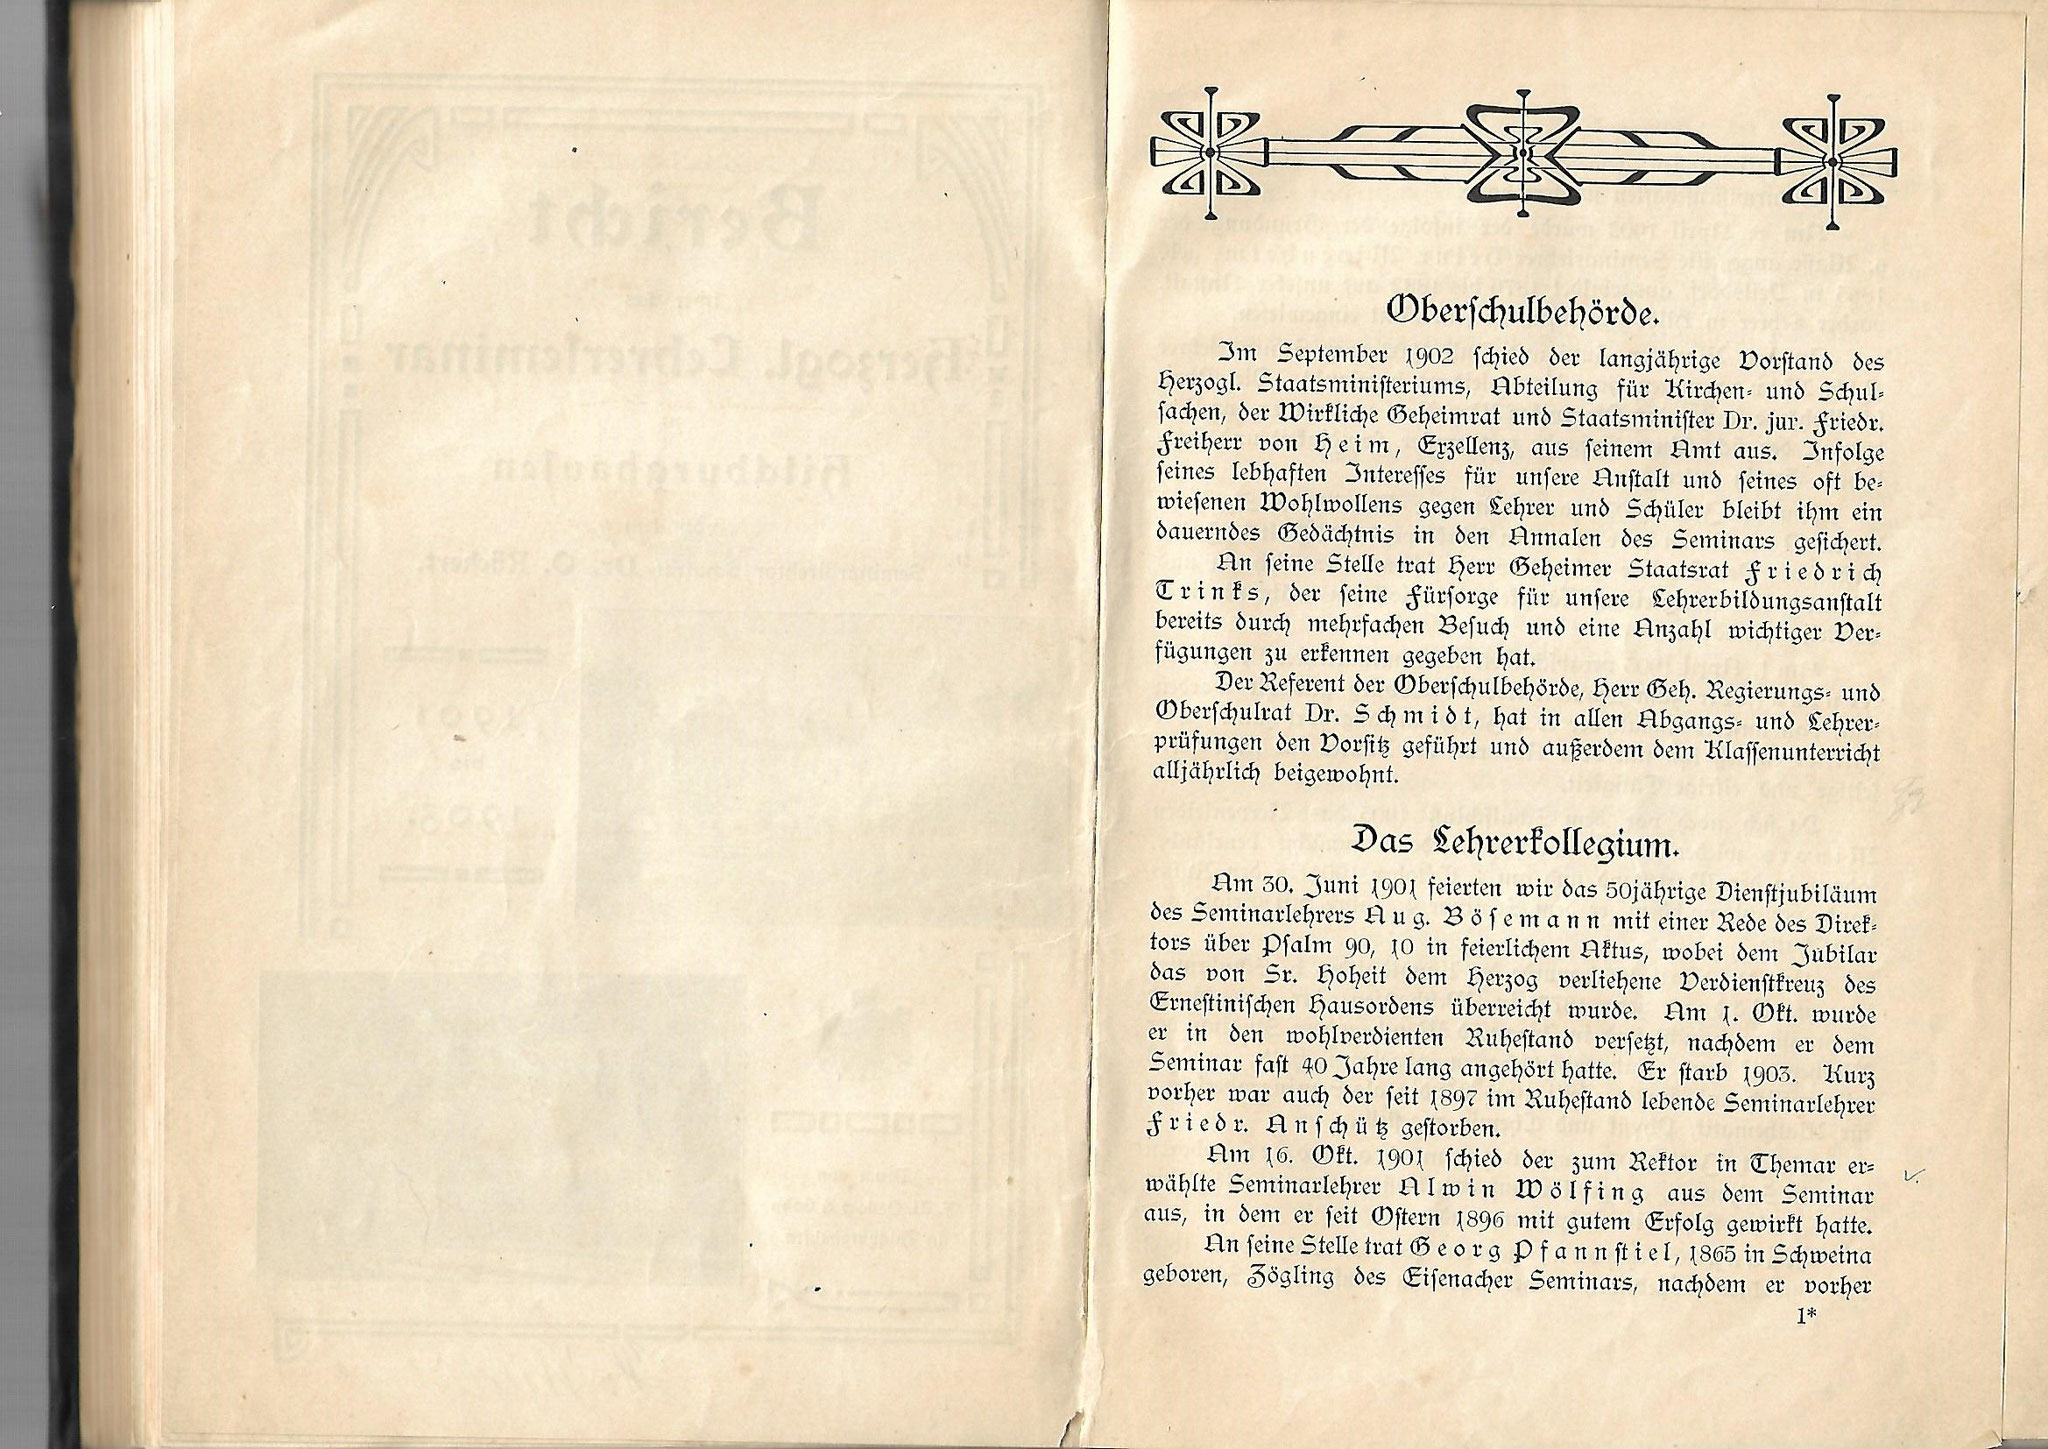 Oberschulbehörde.
Im September 1902 schied der langjährige Vorstand des
Herzogl. Staatsministeriums, Abteilung für Kirchen- und Schul-
sachen, der Wirkliche Geheimrat und Staatsminister Dr. jur. Friedr.
Freiherr von Heim, Exzellenz, aus seinem Amt aus. Infolge
seines lebhaften Interesses für unsere Anstalt und seines oft be-
wiesenen Wohlwollens gegen Lehrer und Schüler bleibt ihm ein
dauerndes Gedächtnis in den Annalen des Seminars gesichert.
An seine Stelle trat Herr Geheimer Staatsrat Friedrich
Trinks, der seine Fürsorge für unsere Lehrerbildungsanstalt
bereits durch mehrfachen Besuch und eine Anzahl wichtiger Ver-
fügungen zu erkennen gegeben hat.
Der Referent der Oberschulbehörde, Herr Geh. Regierungs- und
Oberschulrat Dr. Schmidt, hat in allen Abgangs- und Lehrer-
prüfungen den Vorsitz geführt und außerdem dem Klassenunterricht
alljährlich beigewohnt.
Das Lehrerkollegium.
Am 30. Juni 1901 feierten wir das 50jährige Dienstjubiläum
des Seminarlehrers Aug. Bösemann mit einer Rede des Direk-
tors über Psalm 90, 10 in feierlichem Aktus, wobei dem Jubilar
das von Sr. Hoheit dem Herzog verliehene Verdienstkreuz des
Ernestinischen Hausordens überreicht wurde. Am 1. Okt. wurde
er in den wohlverdienten Ruhestand versetzt, nachdem er dem
Seminar fast 40 Jahre lang angehört hatte. Er starb 1903. Kurz
vorher war auch der seit 1897 im Ruhestand lebende Seminarlehrer
Friedr. Anschütz gestorben.
Am 16. Okt. 1901 schied der zum Rektor in Themar er-
wählte Seminarlehrer Alwin Wölfing aus dem Seminar
aus, in dem er seit Ostern 1896 mit gutem Erfolg gewirkt hatte.
An seine Stelle trat Georg Pfannstiel, 1865 in Schweina
geboren, Zögling des Eisenacher Seminars, nachdem er vorher
1*